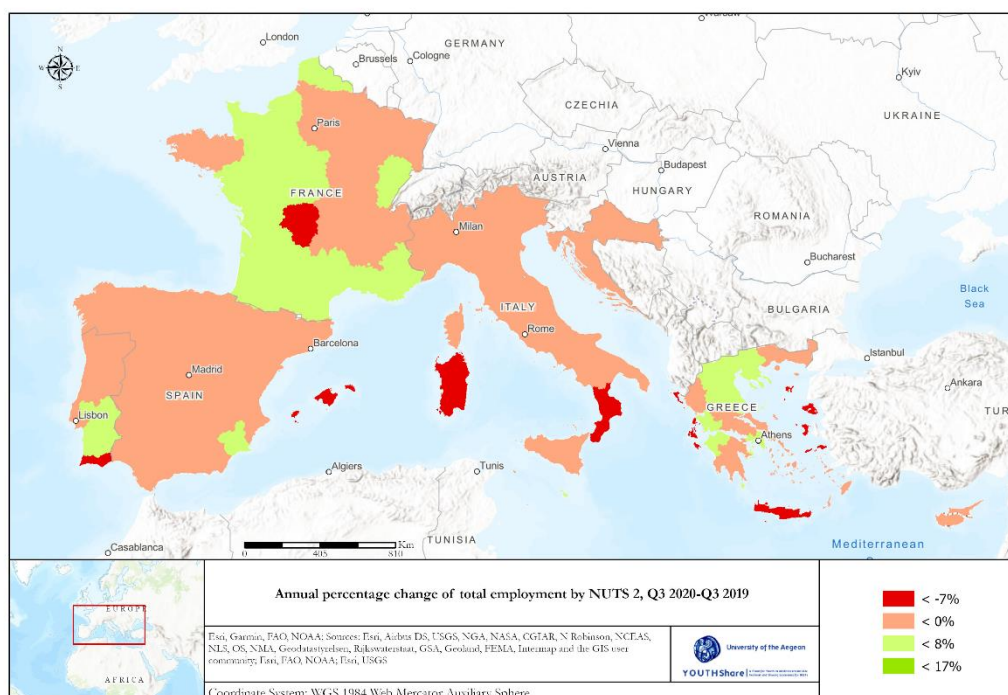 London
GERMANY
WARSAW
Brussels
Cologne
Kyiv
N
W
E
S
CZECHIA
UKRAINE
Paris
Vienna
Budapest
AUSTRIA
HUNGARY
FRANCE
Milan
ROMANIA
Bucharest
ITALY
Black
Sea
BULGARIA
Barcelona
Rome
Istanbul
Madrid
Ankara
SPAIN
TUR
Lisbon
GREECE
Athens
Algiers
Tunis
Km
0
405
810
Casablanca
TUNISIA
Mediterranean
EUROPE
AFRICA
Annual percentage change of total employment by NUTS 2, Q3 2020-Q3 2019
Esri, Garmin, FAO, NOAA; Sources: Esri, Airbus DS, USGS, NGA, NASA, CGIAR, N Robinson, NCEAS,
NLS, OS, NMA, Geodatastyrelsen, Rijkswaterstaat, GSA, Geoland, FEMA, Intermap and the GIS user
community; Esri, FAO, NOAA; Esri, USGS
University of the Aegean
YOUTHShare
Coordinate System: WGS 1984 Web Mercator Auxiliary Sphere
< -7%
< 0%
< 8%
< 17%